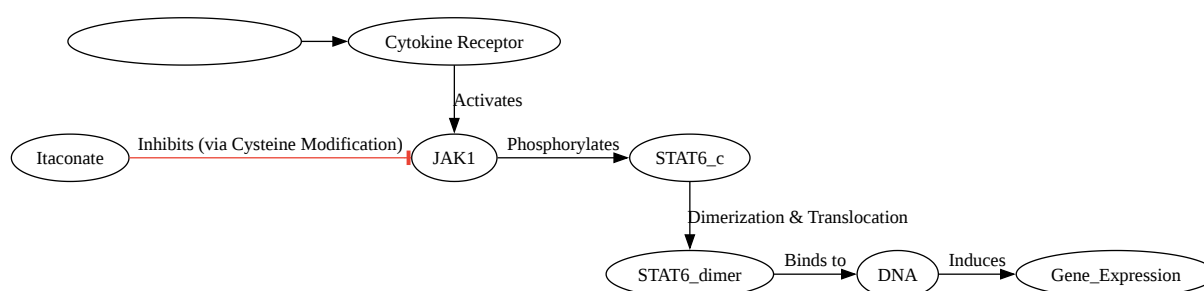 Cytokine Receptor
Activates
Itaconate
Inhibits (via Cysteine Modification)
JAK1
Phosphorylates
STAT6_c
Dimerization & Translocation
STAT6_dimer
Binds to
DNA
Induces
Gene_Expression